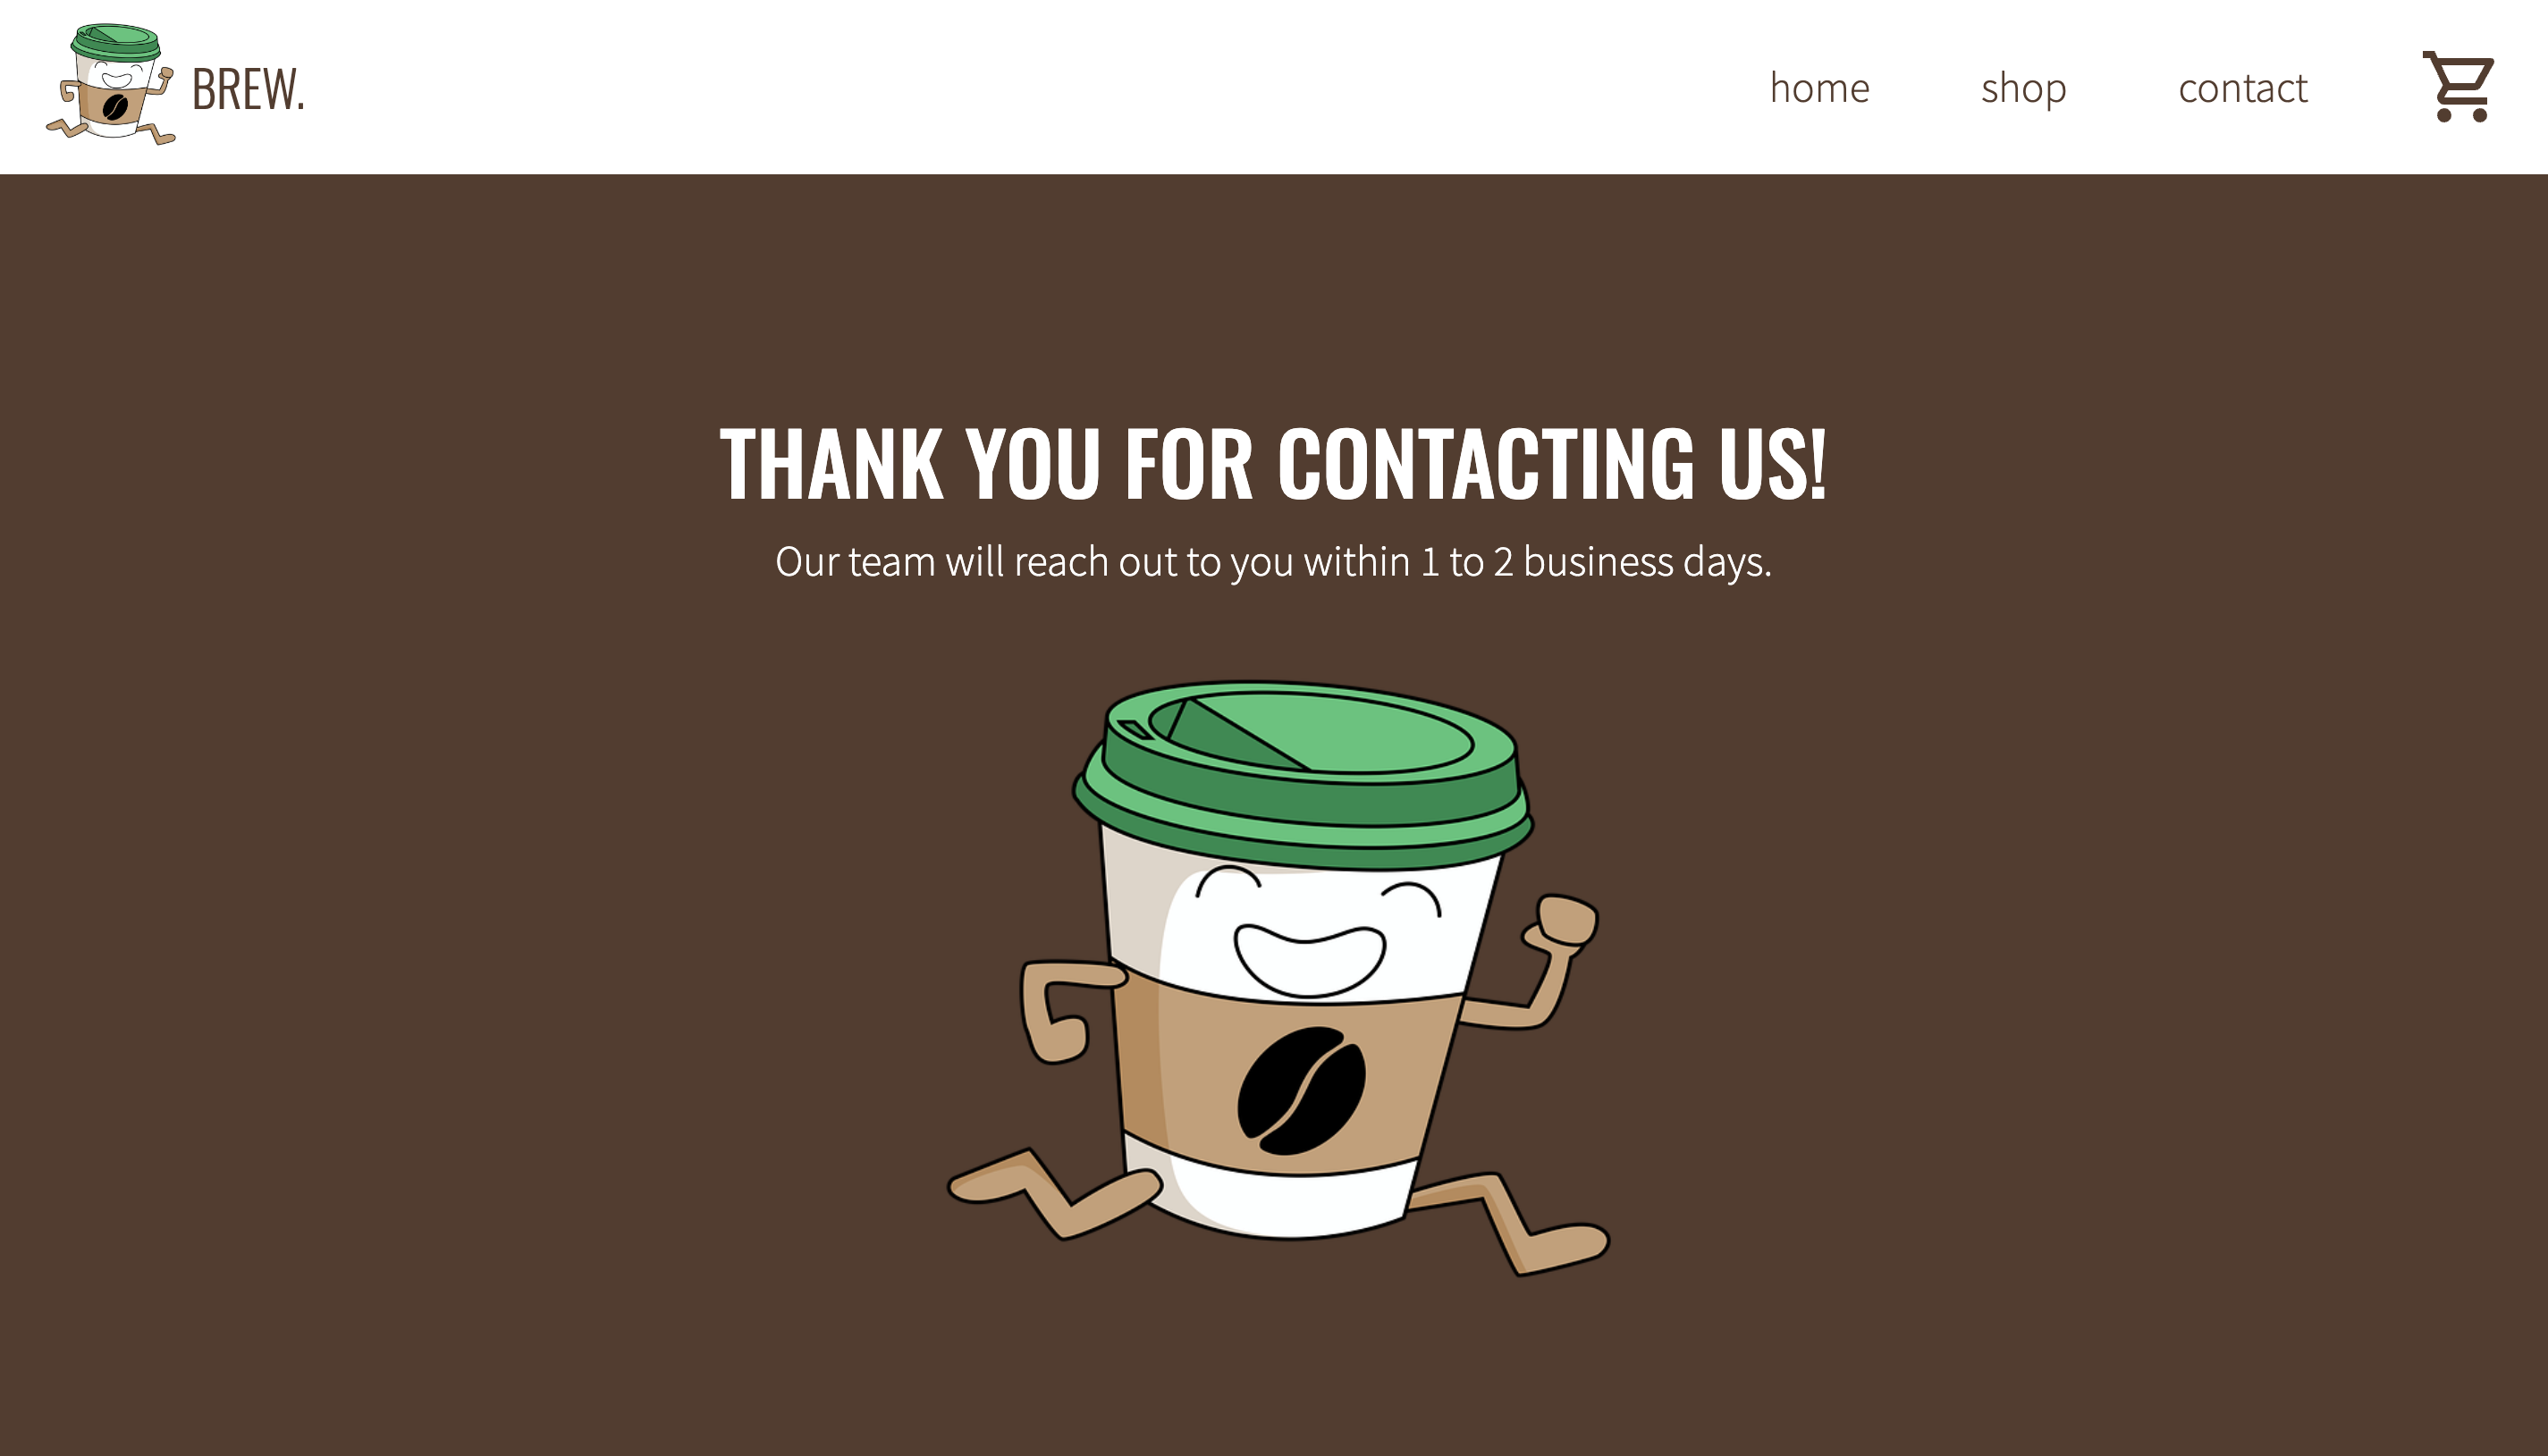 BREW.
home
shop
contact
THANK YOU FOR CONTACTING US!
Our team will reach out to you within 1 to 2 business days.